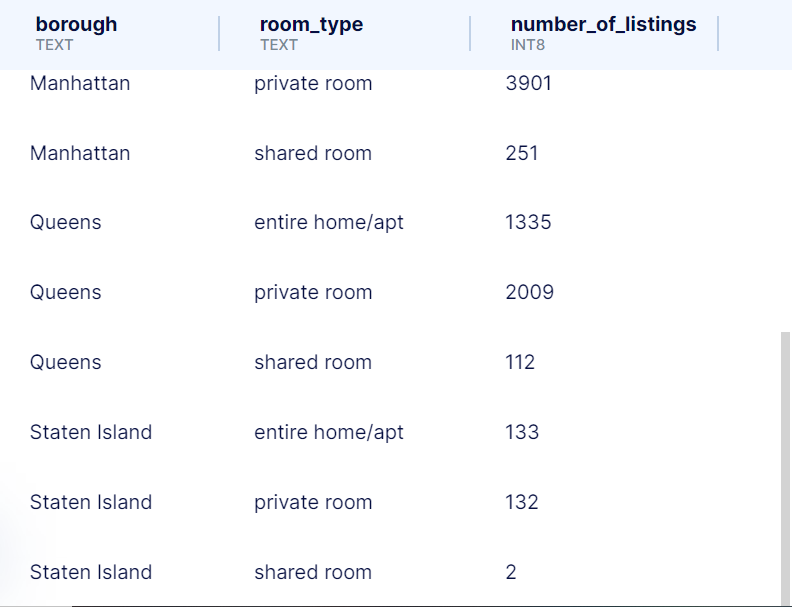 borough room_type number_of_listings
TEXT TEXT INT8
Manhattan private room 3901
Manhattan shared room 251
Queens entire home/apt 1335
Queens private room 2009
Queens shared room 112
Staten Island entire home/apt 133
Staten Island private room 132
Staten Island shared room 2